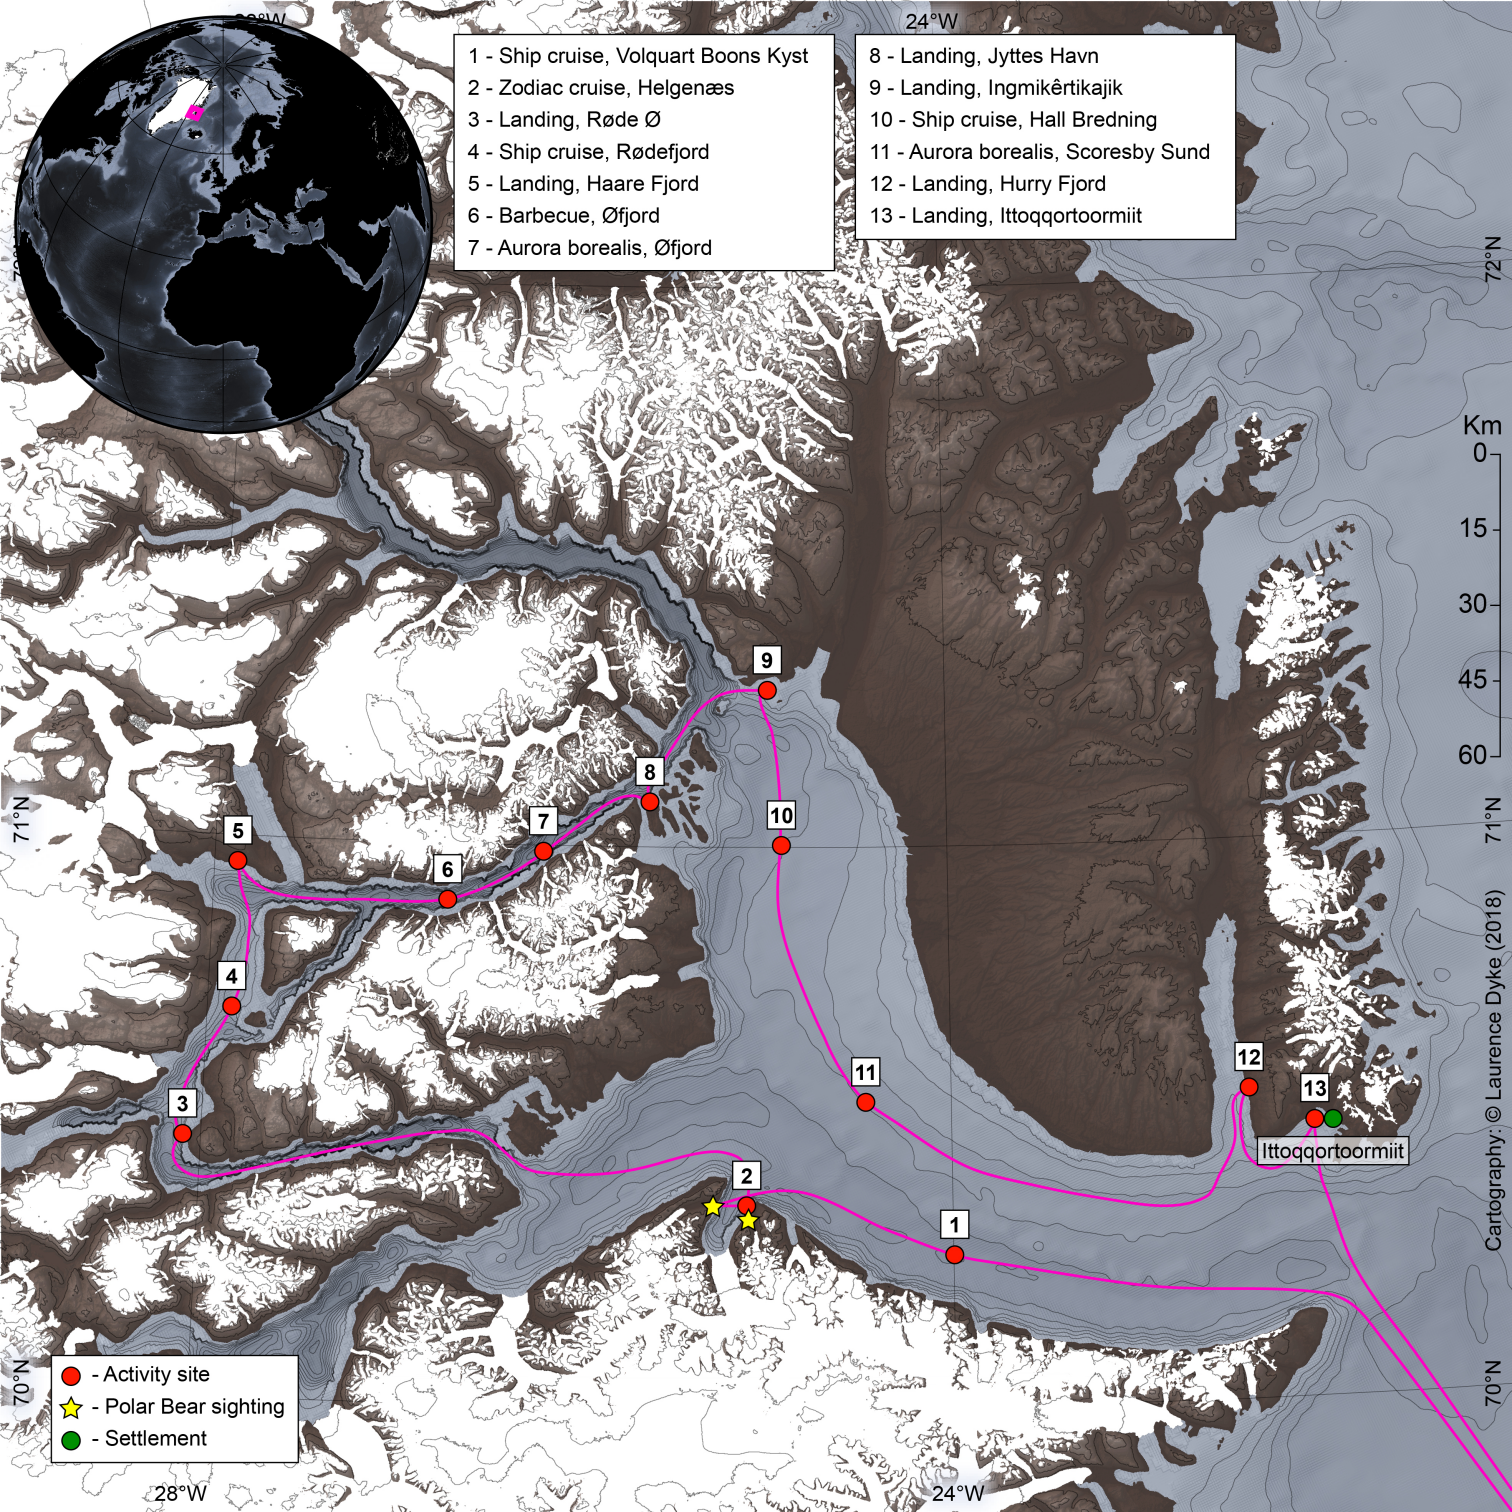 24°W
1 - Ship cruise, Volquart Boons Kyst
2 - Zodiac cruise, Helgenæs
3 - Landing, Røde Ø
4 - Ship cruise, Rødefjord
5 - Landing, Haare Fjord
6 - Barbecue, Øfjord
7 - Aurora borealis, Øfjord
8 - Landing, Jyttes Havn
9 - Landing, Ingmikêrtikajik
10 - Ship cruise, Hall Bredning
11 - Aurora borealis, Scoresby Sund
12 - Landing, Hurry Fjord
13 - Landing, Ittoqqortoormiit
72°N
Km
0
15
30
45
60
9
8
10
7
5
6
71°N
71°N
4
12
11
13
3
Ittoqqortoormiit
2
1
Cartography: © Laurence Dyke (2018)
70°N
70°N
- Activity site
- Polar Bear sighting
- Settlement
28°W
24°W